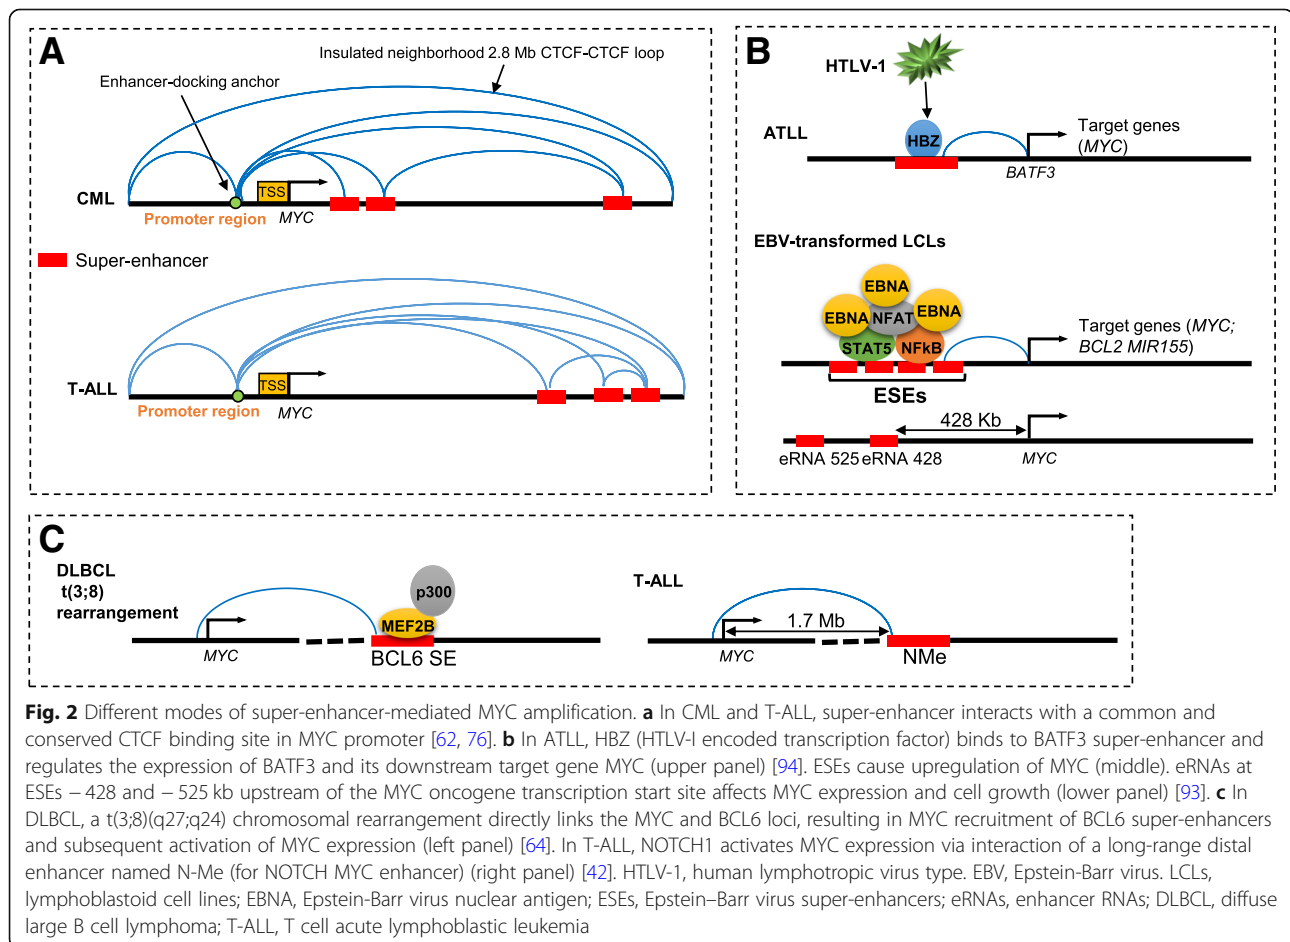 A
Insulated neighborhood 2.8 Mb CTCF-CTCF loop
Enhancer-docking anchor
CML
TSS
Promoter region
MYC
Super-enhancer
T-ALL
TSS
Promoter region
MYC
B
HTLV-1
ATLL
HBZ
Target genes
(MYC)
BATF3
EBV-transformed LCLs
EBNA
EBNA
NFAT
EBNA
STAT5
NFkB
Target genes (MYC;
BCL2 MIR155)
ESEs
428 Kb
eRNA 525
eRNA 428
MYC
C
DLBCL
t(3;8)
rearrangement
p300
MEF2B
MYC
BCL6 SE
T-ALL
1.7 Mb
MYC
NMe
Fig. 2 Different modes of super-enhancer-mediated MYC amplification. a In CML and T-ALL, super-enhancer interacts with a common and
conserved CTCF binding site in MYC promoter [62, 76]. b In ATLL, HBZ (HTLV-I encoded transcription factor) binds to BATF3 super-enhancer and
regulates the expression of BATF3 and its downstream target gene MYC (upper panel) [94]. ESEs cause upregulation of MYC (middle). eRNAs at
ESEs − 428 and − 525 kb upstream of the MYC oncogene transcription start site affects MYC expression and cell growth (lower panel) [93]. c In
DLBCL, a t(3;8)(q27;q24) chromosomal rearrangement directly links the MYC and BCL6 loci, resulting in MYC recruitment of BCL6 super-enhancers
and subsequent activation of MYC expression (left panel) [64]. In T-ALL, NOTCH1 activates MYC expression via interaction of a long-range distal
enhancer named N-Me (for NOTCH MYC enhancer) (right panel) [42]. HTLV-1, human lymphotropic virus type. EBV, Epstein-Barr virus. LCLs,
lymphoblastoid cell lines; EBNA, Epstein-Barr virus nuclear antigen; ESEs, Epstein–Barr virus super-enhancers; eRNAs, enhancer RNAs; DLBCL, diffuse
large B cell lymphoma; T-ALL, T cell acute lymphoblastic leukemia